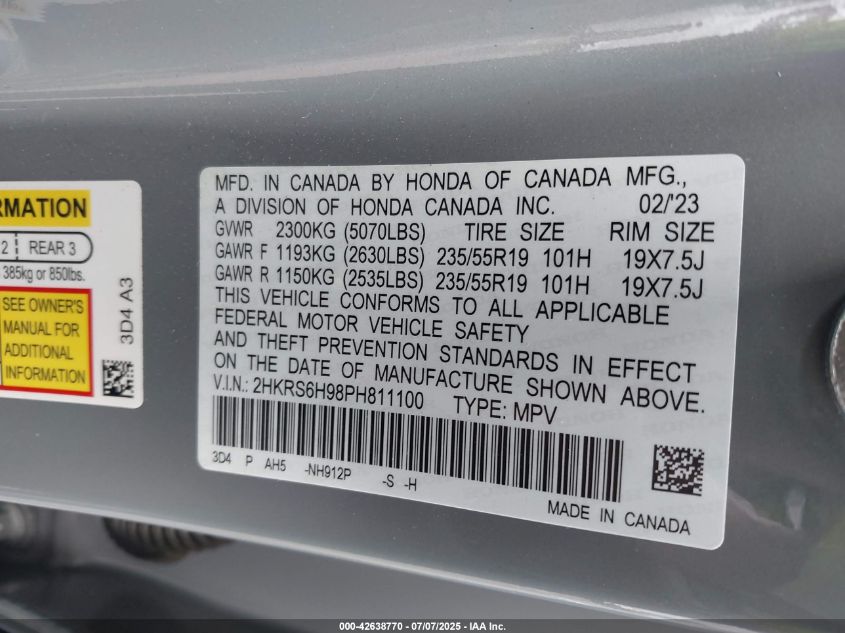 RMATION
2 REAR 3
385kg or 850lbs.
SEE OWNER'S
MANUAL FOR
ADDITIONAL
INFORMATION
3D4 A3
MFD. IN CANADA BY HONDA OF CANADA MFG.,
A DIVISION OF HONDA CANADA INC. 02/'23
GVWR 2300KG (5070LBS) TIRE SIZE RIM SIZE
GAWR F 1193KG (2630LBS) 235/55R19 101H 19X7.5J
GAWR R 1150KG (2535LBS) 235/55R19 101H 19X7.5J
THIS VEHICLE CONFORMS TO ALL APPLICABLE
FEDERAL MOTOR VEHICLE SAFETY
AND THEFT PREVENTION STANDARDS IN EFFECT
ON THE DATE OF MANUFACTURE SHOWN ABOVE.
V.I.N.: 2HKRS6H98PH811100 TYPE: MPV
3D4 P AH5 -NH912P -S -H
MADE IN CANADA
000-42638770 - 07/07/2025 - IAA Inc.